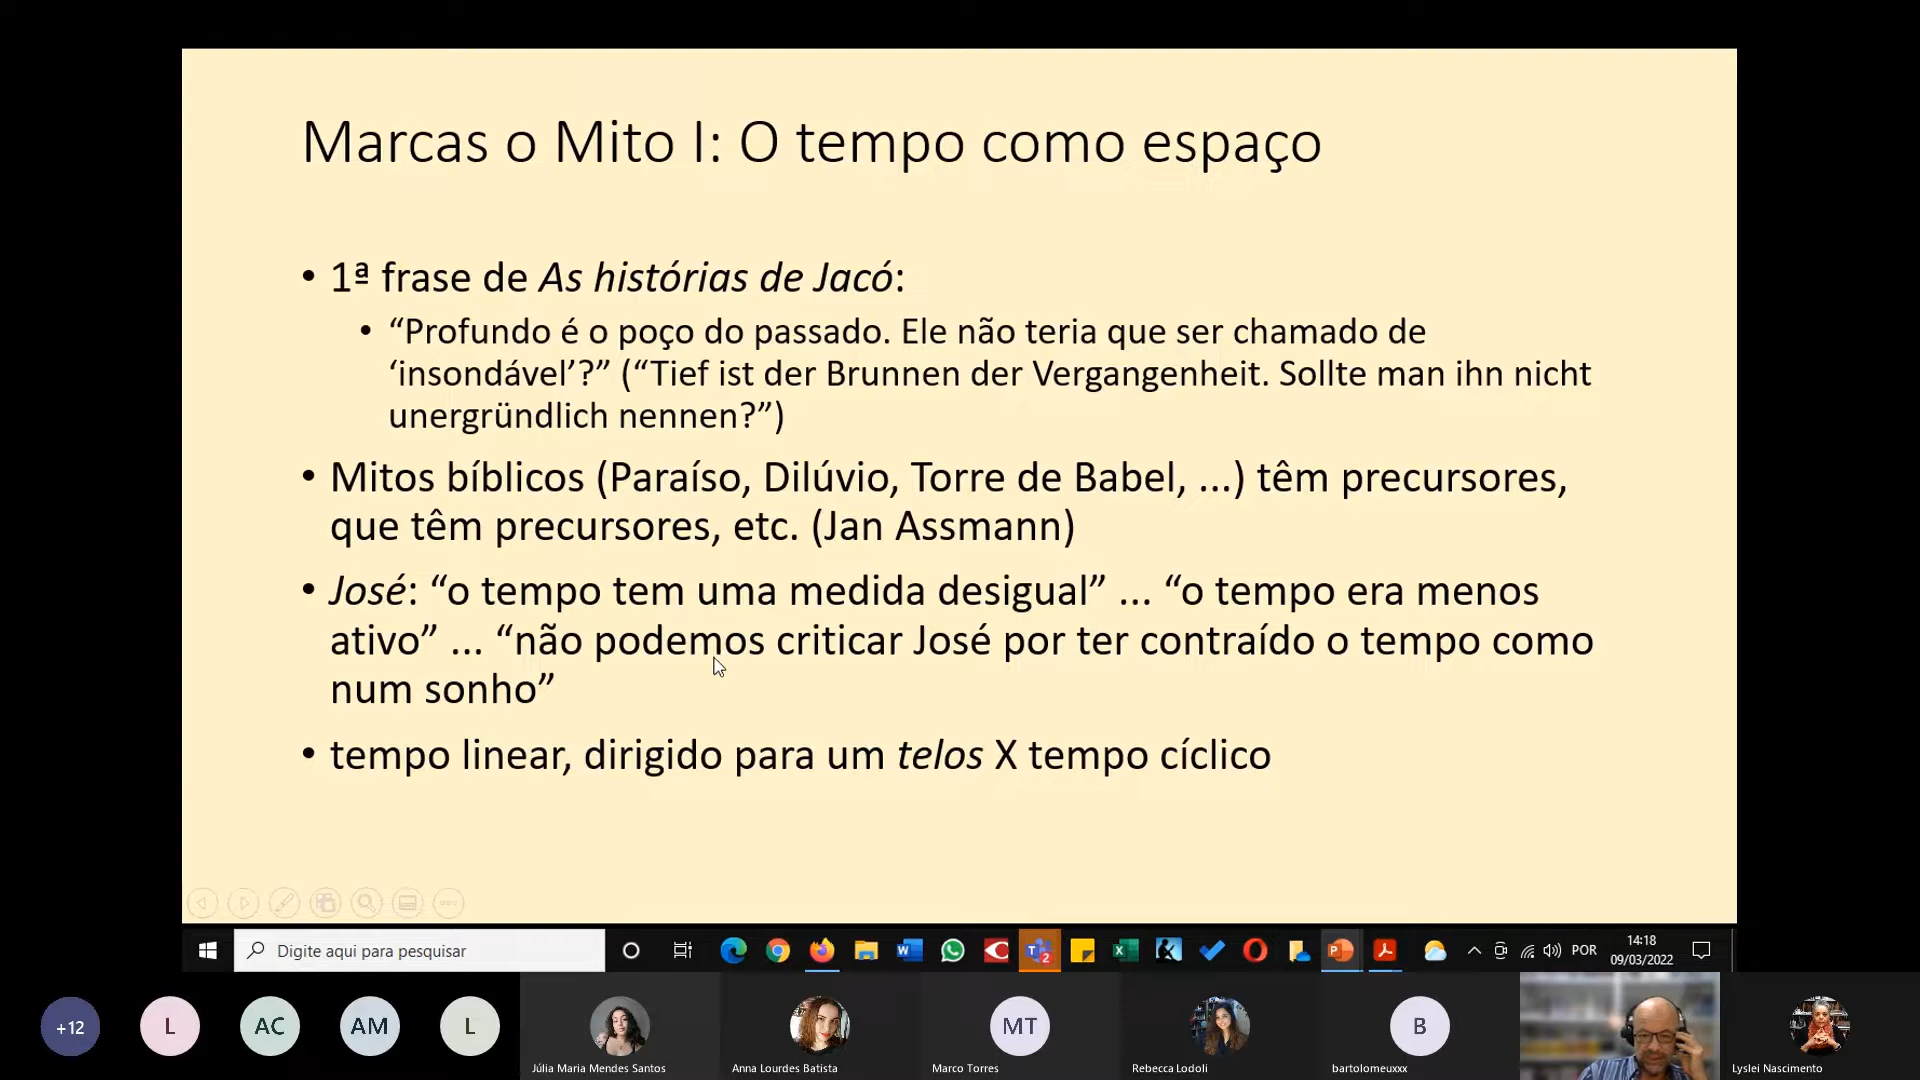 Marcas o Mito I: O tempo como espaço
• 1ª frase de As histórias de Jacó:
• “Profundo é o poço do passado. Ele não teria que ser chamado de
‘insondável’?” (“Tief ist der Brunnen der Vergangenheit. Sollte man ihn nicht
unergründlich nennen?”)
• Mitos bíblicos (Paraíso, Dilúvio, Torre de Babel, ...) têm precursores,
que têm precursores, etc. (Jan Assmann)
• José: “o tempo tem uma medida desigual” ... “o tempo era menos
ativo” ... “não podemos criticar José por ter contraído o tempo como
num sonho”
• tempo linear, dirigido para um telos X tempo cíclico
Digite aqui para pesquisar
POR
14:18
09/03/2022
+12
L
AC
AM
L
MT
B
Júlia Maria Mendes Santos
Anna Lourdes Batista
Marco Torres
Rebecca Lodoli
bartolomeuxxx
Lyslei Nascimento